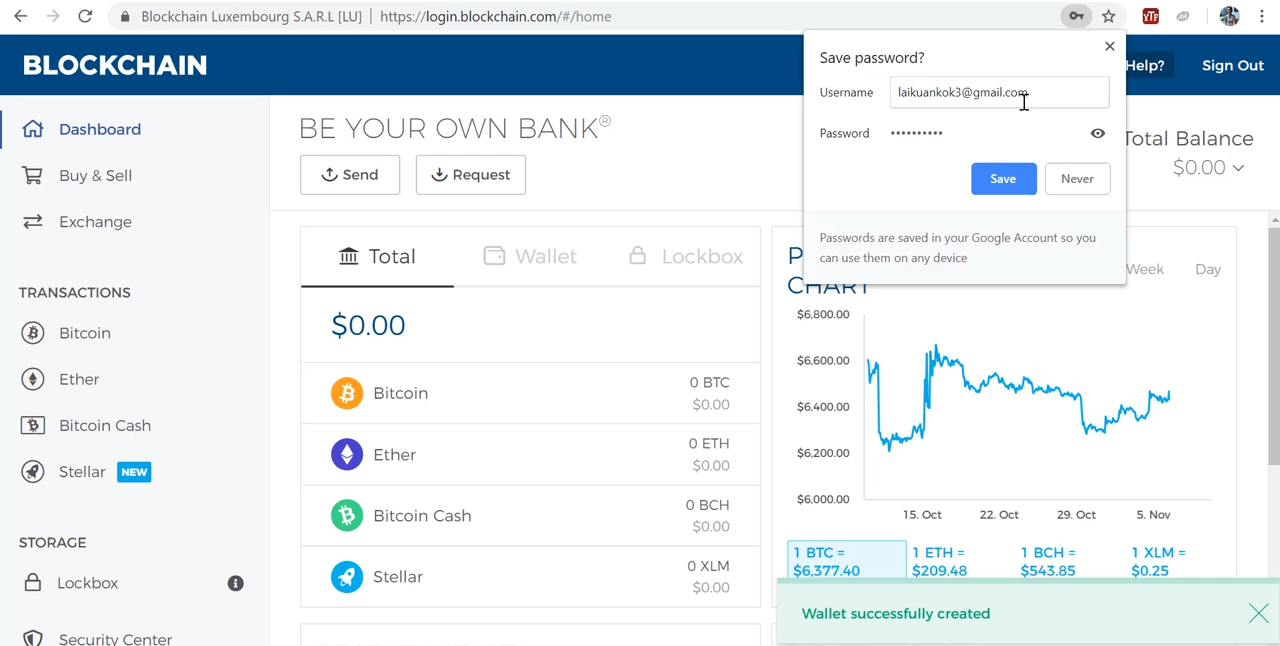 Blockchain Luxembourg S.A.R.L [LU] | https://login.blockchain.com/#/home
BLOCKCHAIN
Help?
Sign Out
Save password?
Username
laikuankok3@gmail.com
Password
••••••••••
Save
Never
Passwords are saved in your Google Account so you
can use them on any device
Dashboard
Buy & Sell
Exchange
TRANSACTIONS
Bitcoin
Ether
Bitcoin Cash
Stellar NEW
STORAGE
Lockbox
Security Center
BE YOUR OWN BANK®
Send
Request
Total Balance
$0.00
Total
Wallet
Lockbox
$0.00
Bitcoin
0 BTC
$0.00
Ether
0 ETH
$0.00
Bitcoin Cash
0 BCH
$0.00
Stellar
0 XLM
$0.00
CHART
Week
Day
$6,800.00
$6,600.00
$6,400.00
$6,200.00
$6,000.00
15. Oct
22. Oct
29. Oct
5. Nov
1 BTC =
$6,377.40
1 ETH =
$209.48
1 BCH =
$543.85
1 XLM =
$0.25
Wallet successfully created